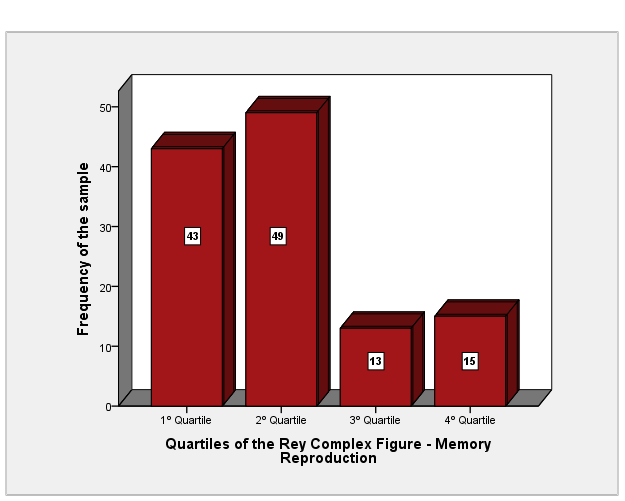 Frequency of the sample
50
40
30
20
10
0
43
49
13
15
1º Quartile
2º Quartile
3º Quartile
4º Quartile
Quartiles of the Rey Complex Figure - Memory
Reproduction